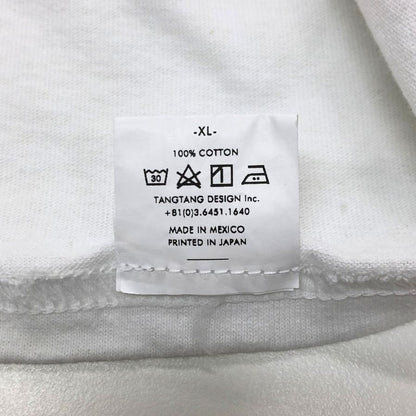 -XL-
100% COTTON
30
TANGTANG DESIGN Inc.
+81(0)3.6451.1640
MADE IN MEXICO
PRINTED IN JAPAN